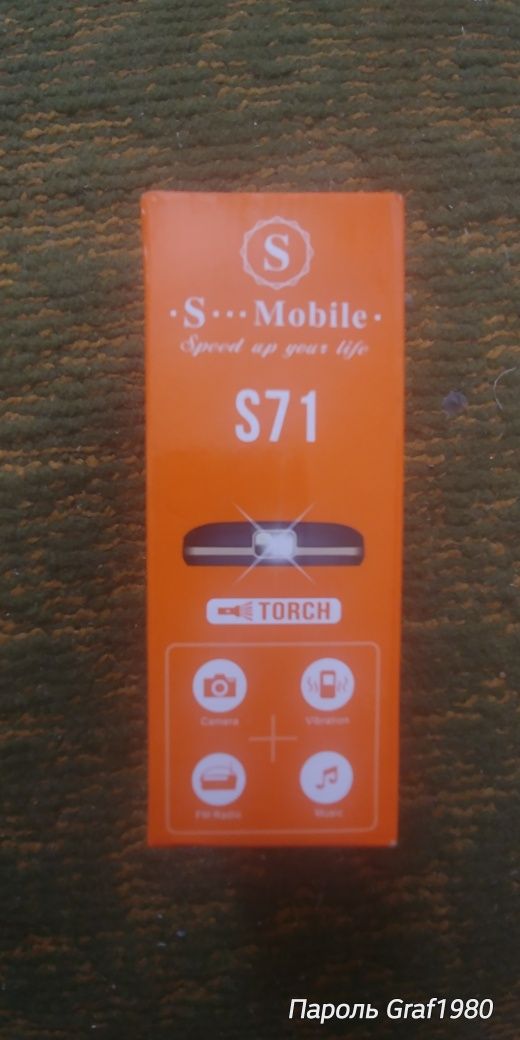 S
·S···Mobile·
Speed up your life
S71
TORCH
Camera
Vibration
FM Radio
Music
Пароль Graf1980